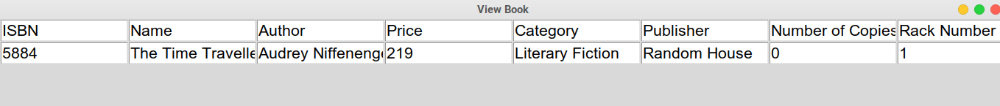 View Book
ISBN Name Author Price Category Publisher Number of Copies Rack Number
5884 The Time Travelle Audrey Niffeneng 219 Literary Fiction Random House 0 1